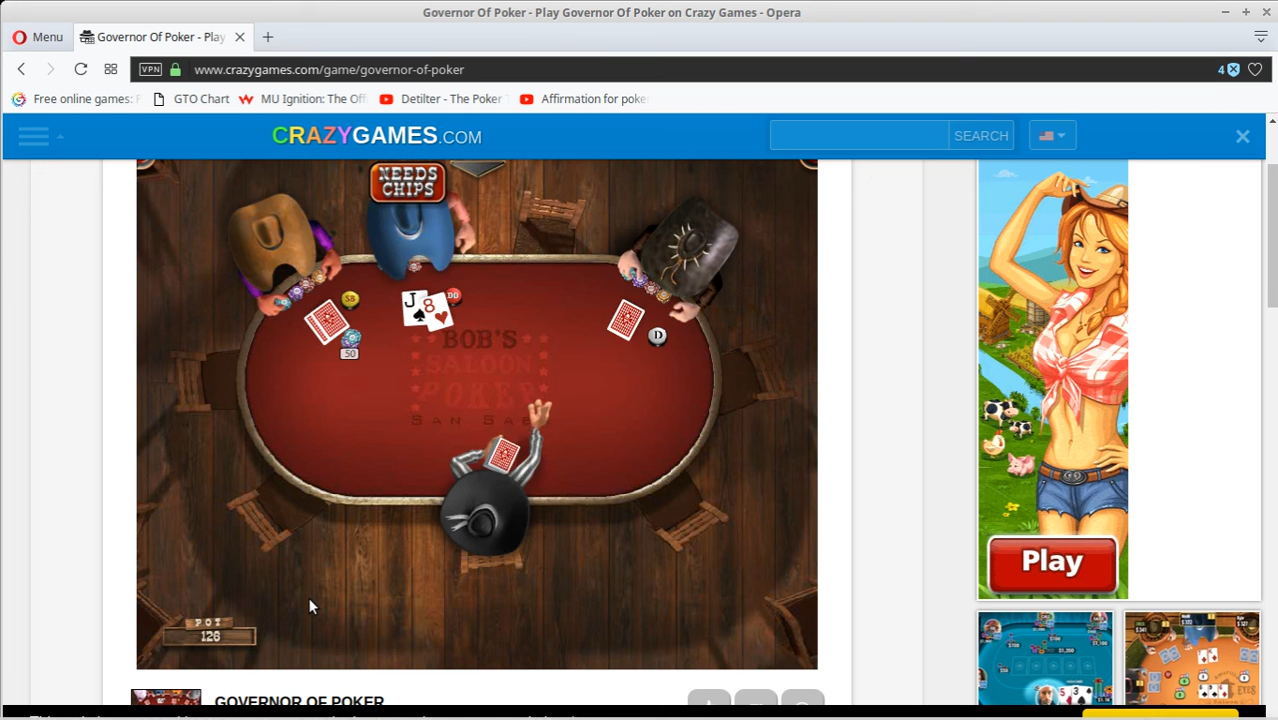 Governor Of Poker - Play Governor Of Poker on Crazy Games - Opera
Menu
Governor Of Poker - Play
VPN
www.crazygames.com/game/governor-of-poker
4
Free online games:
GTO Chart
MU Ignition: The Off
Detilter - The Poker
Affirmation for poke
CRAZYGAMES.COM
SEARCH
NEEDS
CHIPS
SB
J
8
D
50
BOB'S
SALOON
POKER
POT
126
Play
GOVERNOR OF POKER